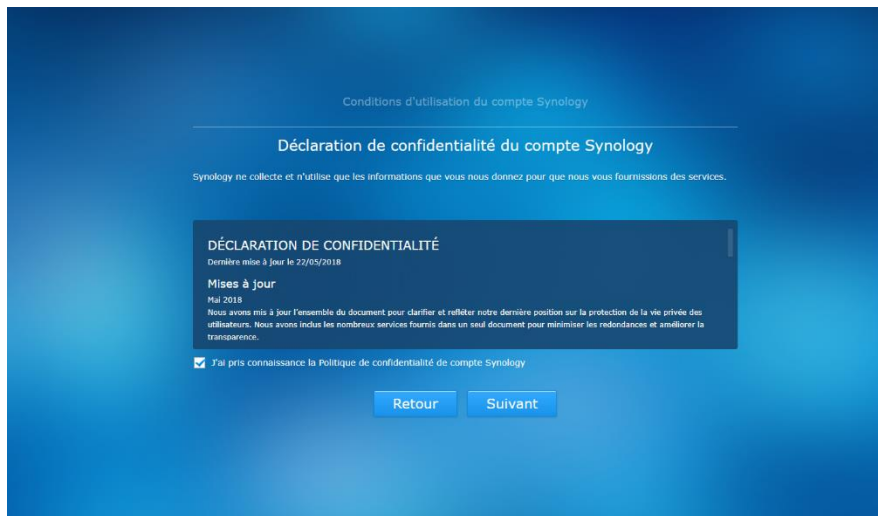 Conditions d'utilisation du compte Synology
Déclaration de confidentialité du compte Synology
Synology ne collecte et n'utilise que les informations que vous nous donnez pour que nous vous fournissions des services.
DÉCLARATION DE CONFIDENTIALITÉ
Dernière mise à jour le 22/05/2018
Mises à jour
Mai 2018
Nous avons mis à jour l'ensemble du document pour clarifier et refléter notre dernière position sur la protection de la vie privée des
utilisateurs. Nous avons inclus les nombreux services fournis dans un seul document pour minimiser les redondances et améliorer la
transparence.
J'ai pris connaissance la Politique de confidentialité de compte Synology
Retour Suivant